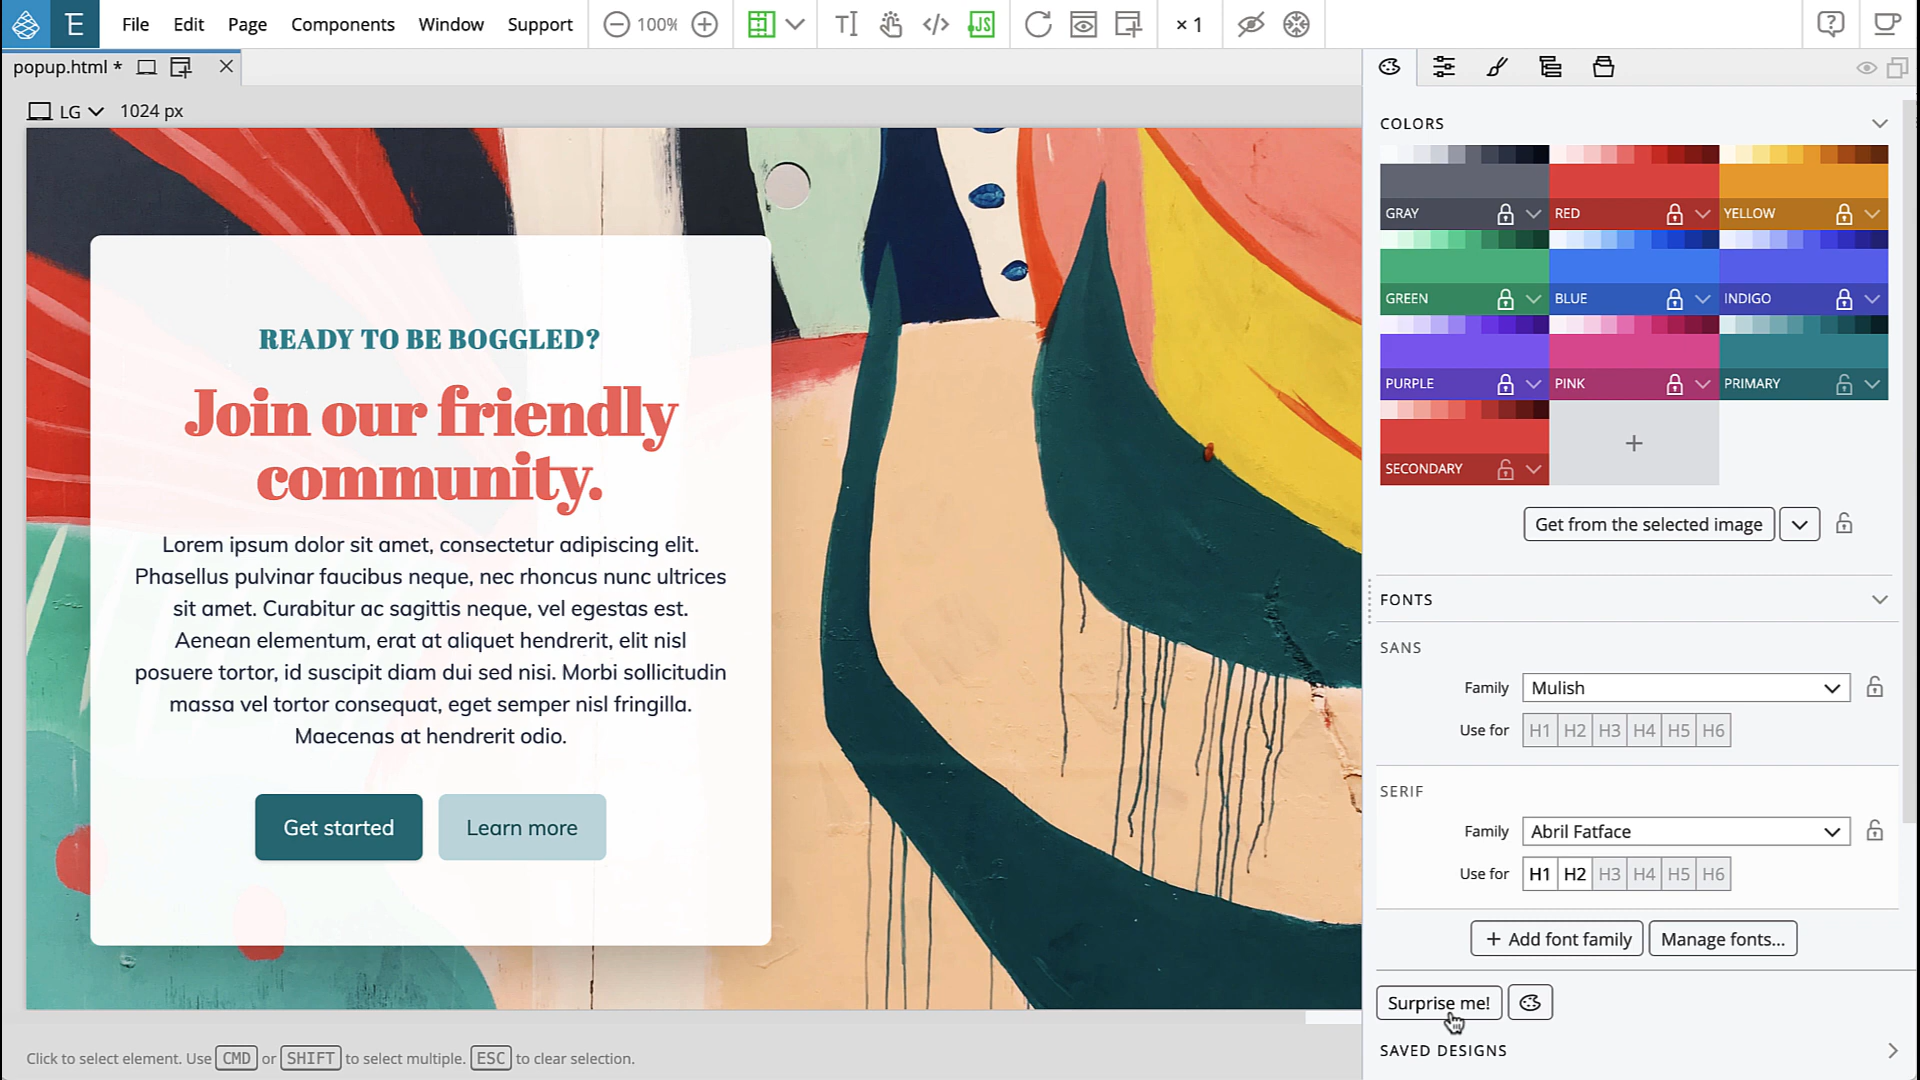 File Edit Page Components Window Support 100% TI JS × 1
popup.html *
LG 1024 px
READY TO BE BOGGLED?
Join our friendly
community.
Lorem ipsum dolor sit amet, consectetur adipiscing elit.
Phasellus pulvinar faucibus neque, nec rhoncus nunc ultrices
sit amet. Curabitur ac sagittis neque, vel egestas est.
Aenean elementum, erat at aliquet hendrerit, elit nisl
posuere tortor, id suscipit diam dui sed nisi. Morbi sollicitudin
massa vel tortor consequat, eget semper nisl fringilla.
Maecenas at hendrerit odio.
Get started Learn more
Click to select element. Use CMD or SHIFT to select multiple. ESC to clear selection.
COLORS
GRAY RED YELLOW
GREEN BLUE INDIGO
PURPLE PINK PRIMARY
SECONDARY +
Get from the selected image
FONTS
SANS
Family Mulish
Use for H1 H2 H3 H4 H5 H6
SERIF
Family Abril Fatface
Use for H1 H2 H3 H4 H5 H6
+ Add font family Manage fonts...
Surprise me!
SAVED DESIGNS